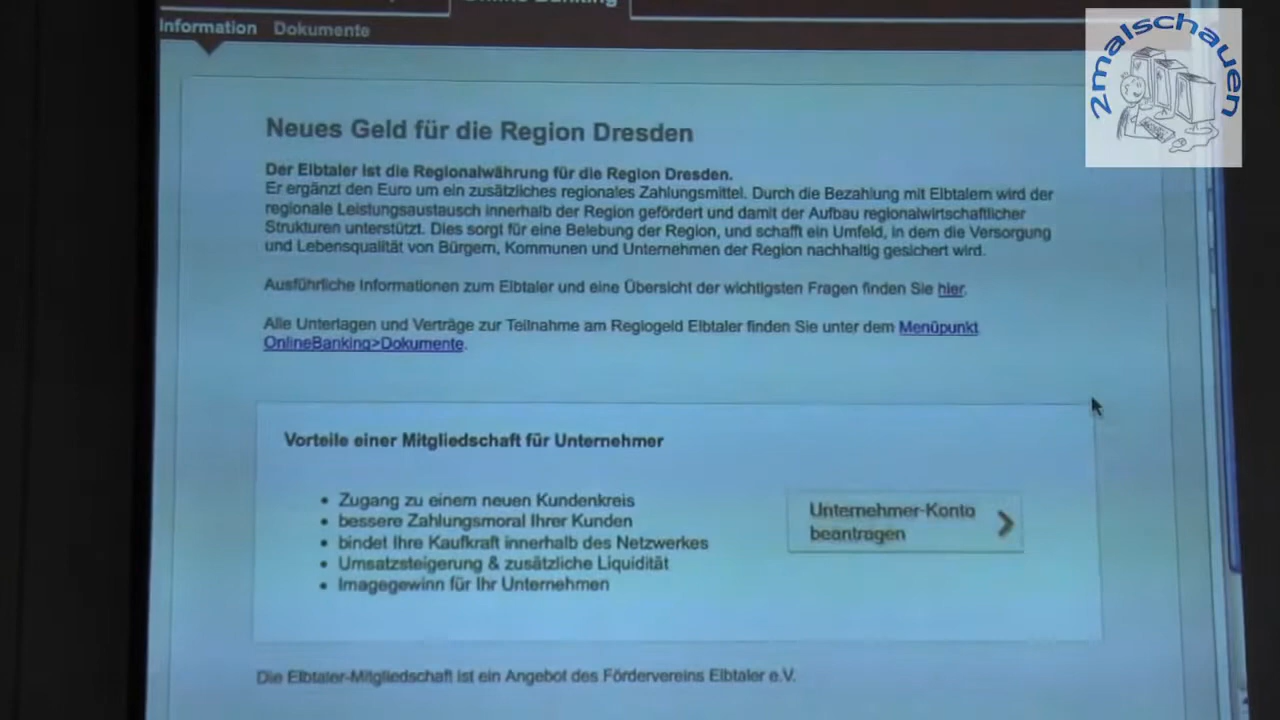 Online-Banking
Information Dokumente
2malschauen
Neues Geld für die Region Dresden
Der Elbtaler ist die Regionalwährung für die Region Dresden.
Er ergänzt den Euro um ein zusätzliches regionales Zahlungsmittel. Durch die Bezahlung mit Elbtalern wird der
regionale Leistungsaustausch innerhalb der Region gefördert und damit der Aufbau regionalwirtschaftlicher
Strukturen unterstützt. Dies sorgt für eine Belebung der Region, und schafft ein Umfeld, in dem die Versorgung
und Lebensqualität von Bürgern, Kommunen und Unternehmen der Region nachhaltig gesichert wird.
Ausführliche Informationen zum Elbtaler und eine Übersicht der wichtigsten Fragen finden Sie hier.
Alle Unterlagen und Verträge zur Teilnahme am Regiogeld Elbtaler finden Sie unter dem Menüpunkt
OnlineBanking>Dokumente.
Vorteile einer Mitgliedschaft für Unternehmer
• Zugang zu einem neuen Kundenkreis
• bessere Zahlungsmoral Ihrer Kunden
• bindet Ihre Kaufkraft innerhalb des Netzwerkes
• Umsatzsteigerung & zusätzliche Liquidität
• Imagegewinn für Ihr Unternehmen
Unternehmer-Konto
beantragen
Die Elbtaler-Mitgliedschaft ist ein Angebot des Fördervereins Elbtaler e.V.